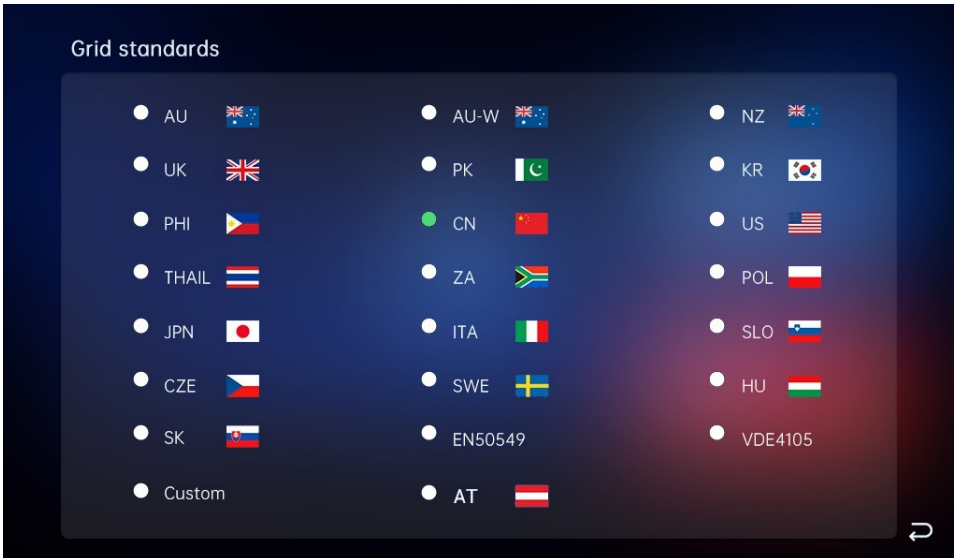 Grid standards
AU AU-W NZ
UK PK KR
PHI CN US
THAIL ZA POL
JPN ITA SLO
CZE SWE HU
SK EN50549 VDE4105
Custom AT